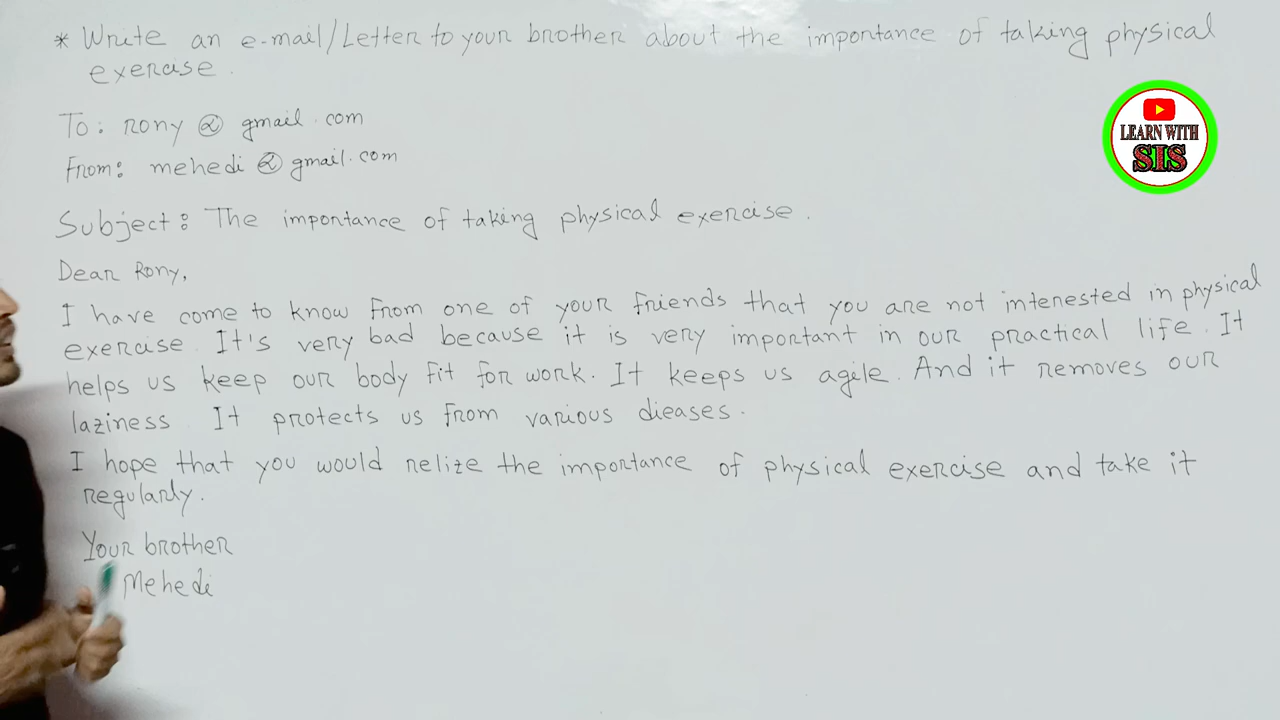 * Write an e-mail/Letter to your brother about the importance of taking physical
exercise.
To: rony @ gmail.com
From: mehedi @ gmail.com
LEARN WITH
SIS
Subject: The importance of taking physical exercise.
Dear Rony,
I have come to know from one of your friends that you are not interested in physical
exercise. It's very bad because it is very important in our practical life. It
helps us keep our body fit for work. It keeps us agile. And it removes our
laziness It protects us from various dieases.
I hope that you would relize the importance of physical exercise and take it
regularly.
Your brother
Mehedi